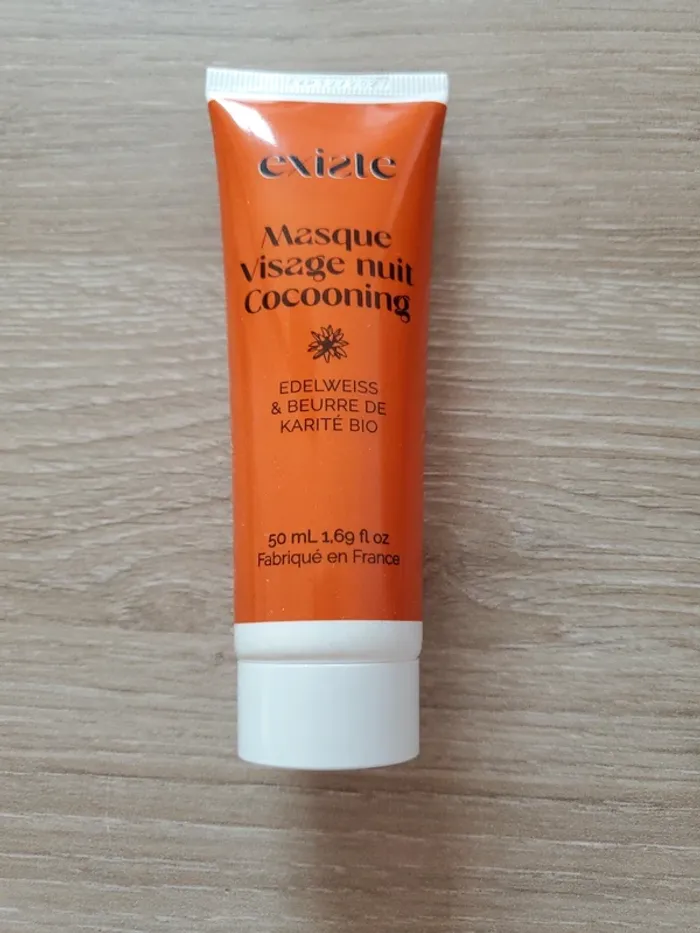 existe
Masque
Visage nuit
Cocooning
EDELWEISS
& BEURRE DE
KARITÉ BIO
50 mL 1,69 fl oz
Fabriqué en France